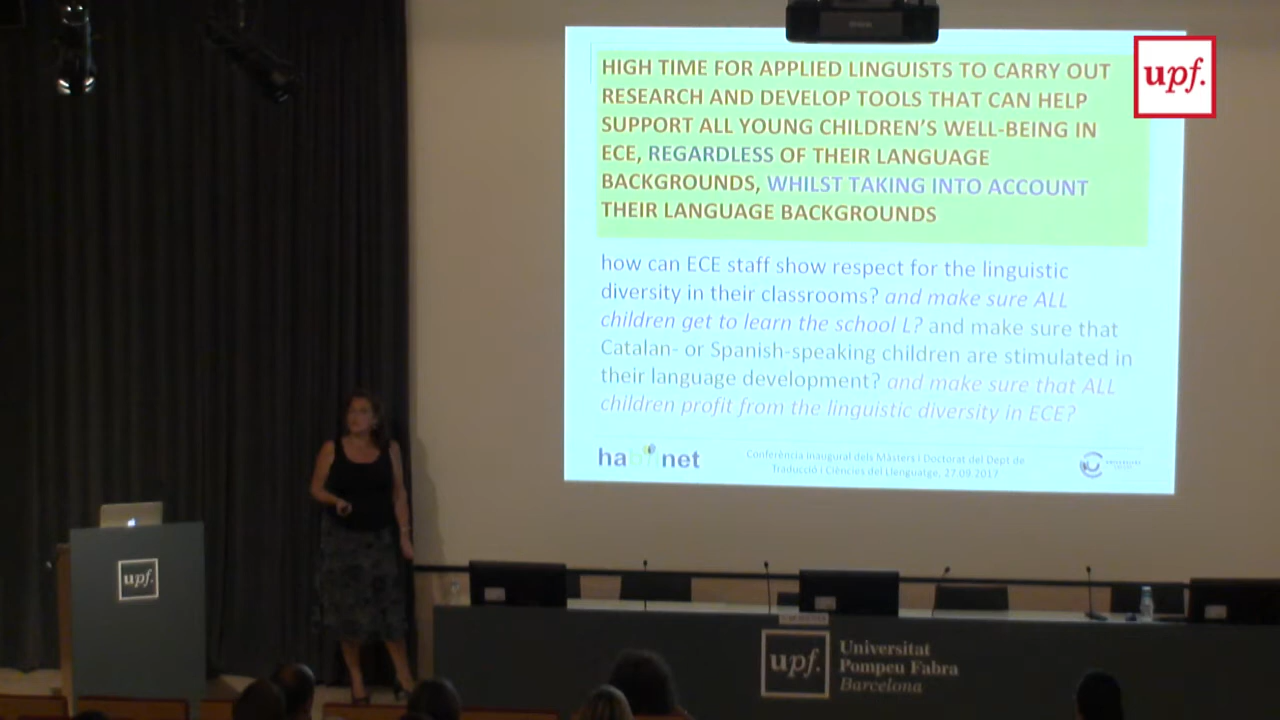 HIGH TIME FOR APPLIED LINGUISTS TO CARRY OUT
RESEARCH AND DEVELOP TOOLS THAT CAN HELP
SUPPORT ALL YOUNG CHILDREN'S WELL-BEING IN
ECE, REGARDLESS OF THEIR LANGUAGE
BACKGROUNDS, WHILST TAKING INTO ACCOUNT
THEIR LANGUAGE BACKGROUNDS
how can ECE staff show respect for the linguistic
diversity in their classrooms? and make sure ALL
children get to learn the school L? and make sure that
Catalan- or Spanish-speaking children are stimulated in
their language development? and make sure that ALL
children profit from the linguistic diversity in ECE?
Conferència inaugural dels Màsters i Doctorat del Dept de
Traducció i Ciències del Llenguatge, 27.09.2017
upf.
upf.
upf.
Universitat
Pompeu Fabra
Barcelona